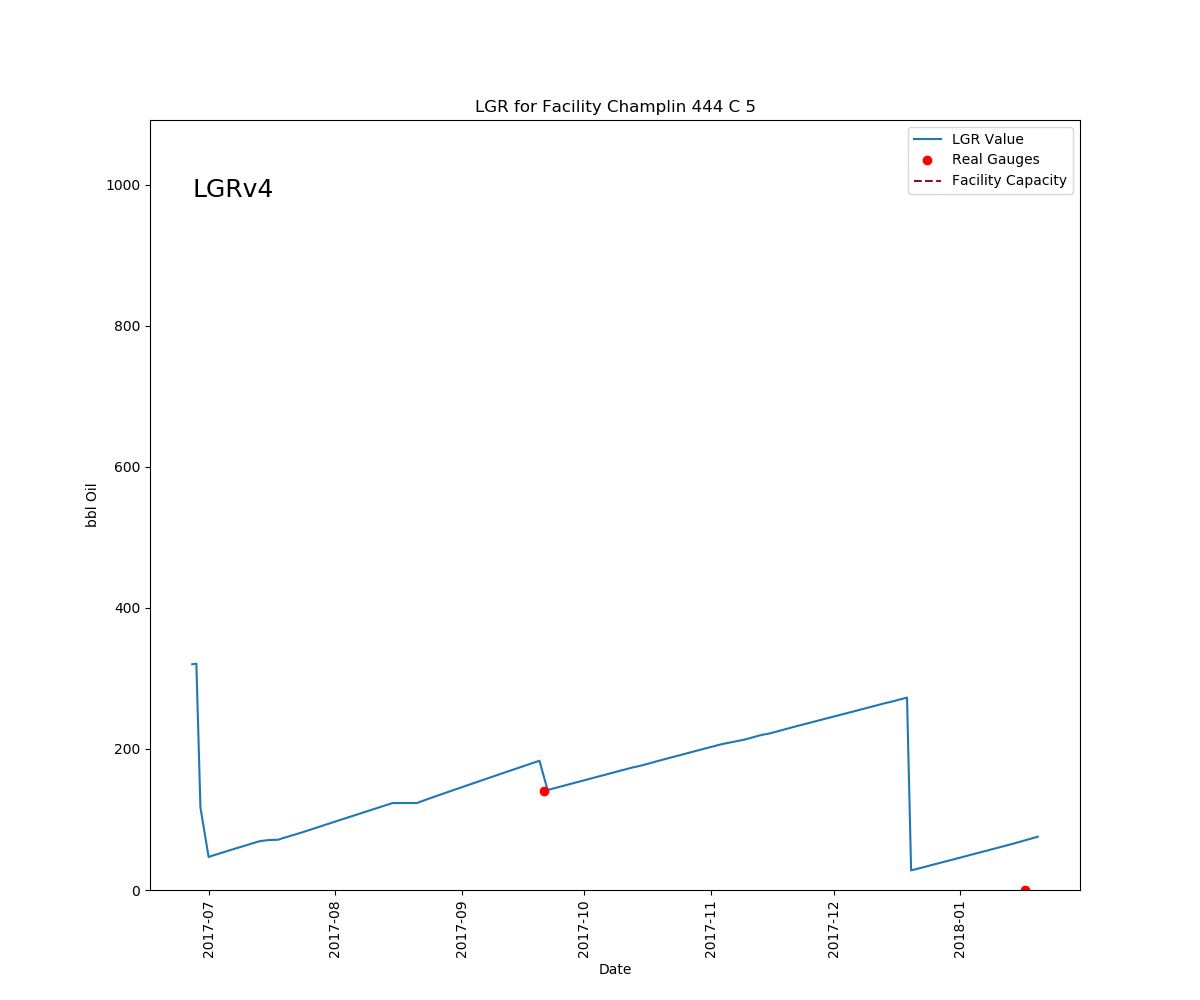 LGR for Facility Champlin 444 C 5
LGR Value
Real Gauges
Facility Capacity
LGRv4
1000
800
600
400
200
0
bbl Oil
2017-07
2017-08
2017-09
2017-10
2017-11
2017-12
2018-01
Date